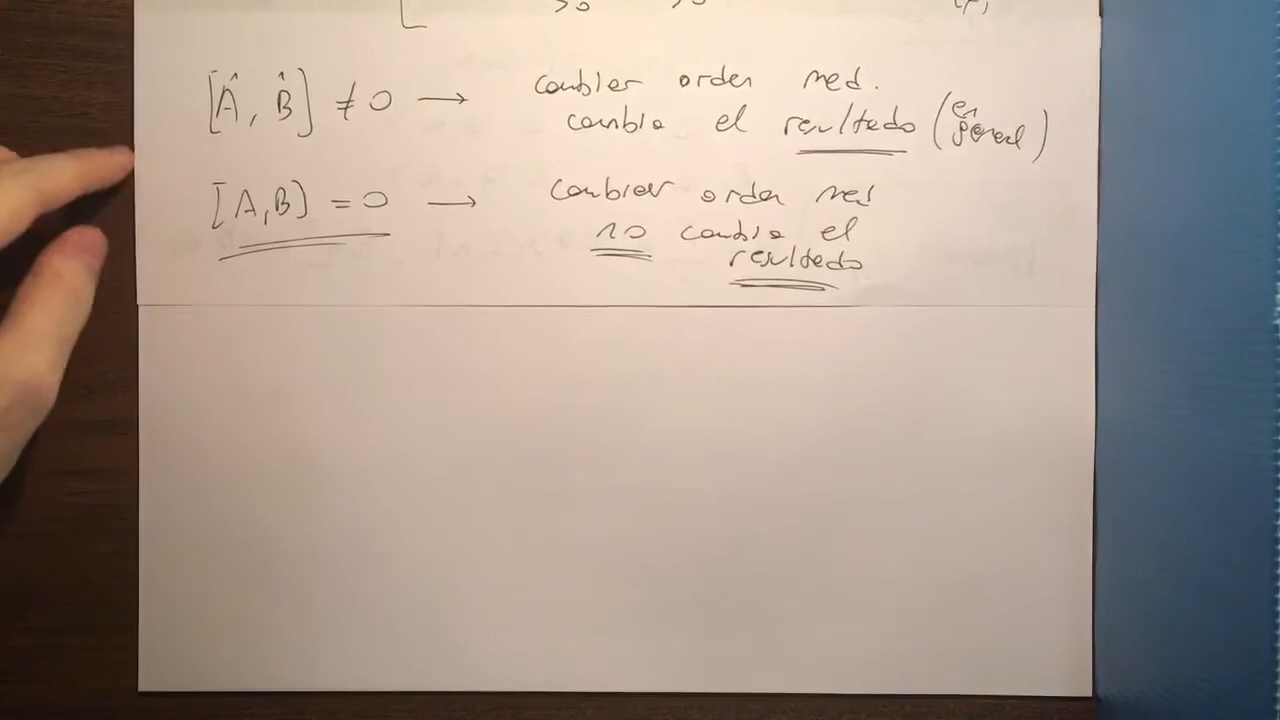 [Â, B̂] ≠ 0 → cambiar orden med.
cambia el resultado (en general)
[A,B] = 0 → cambiar orden med
no cambia el
resultado